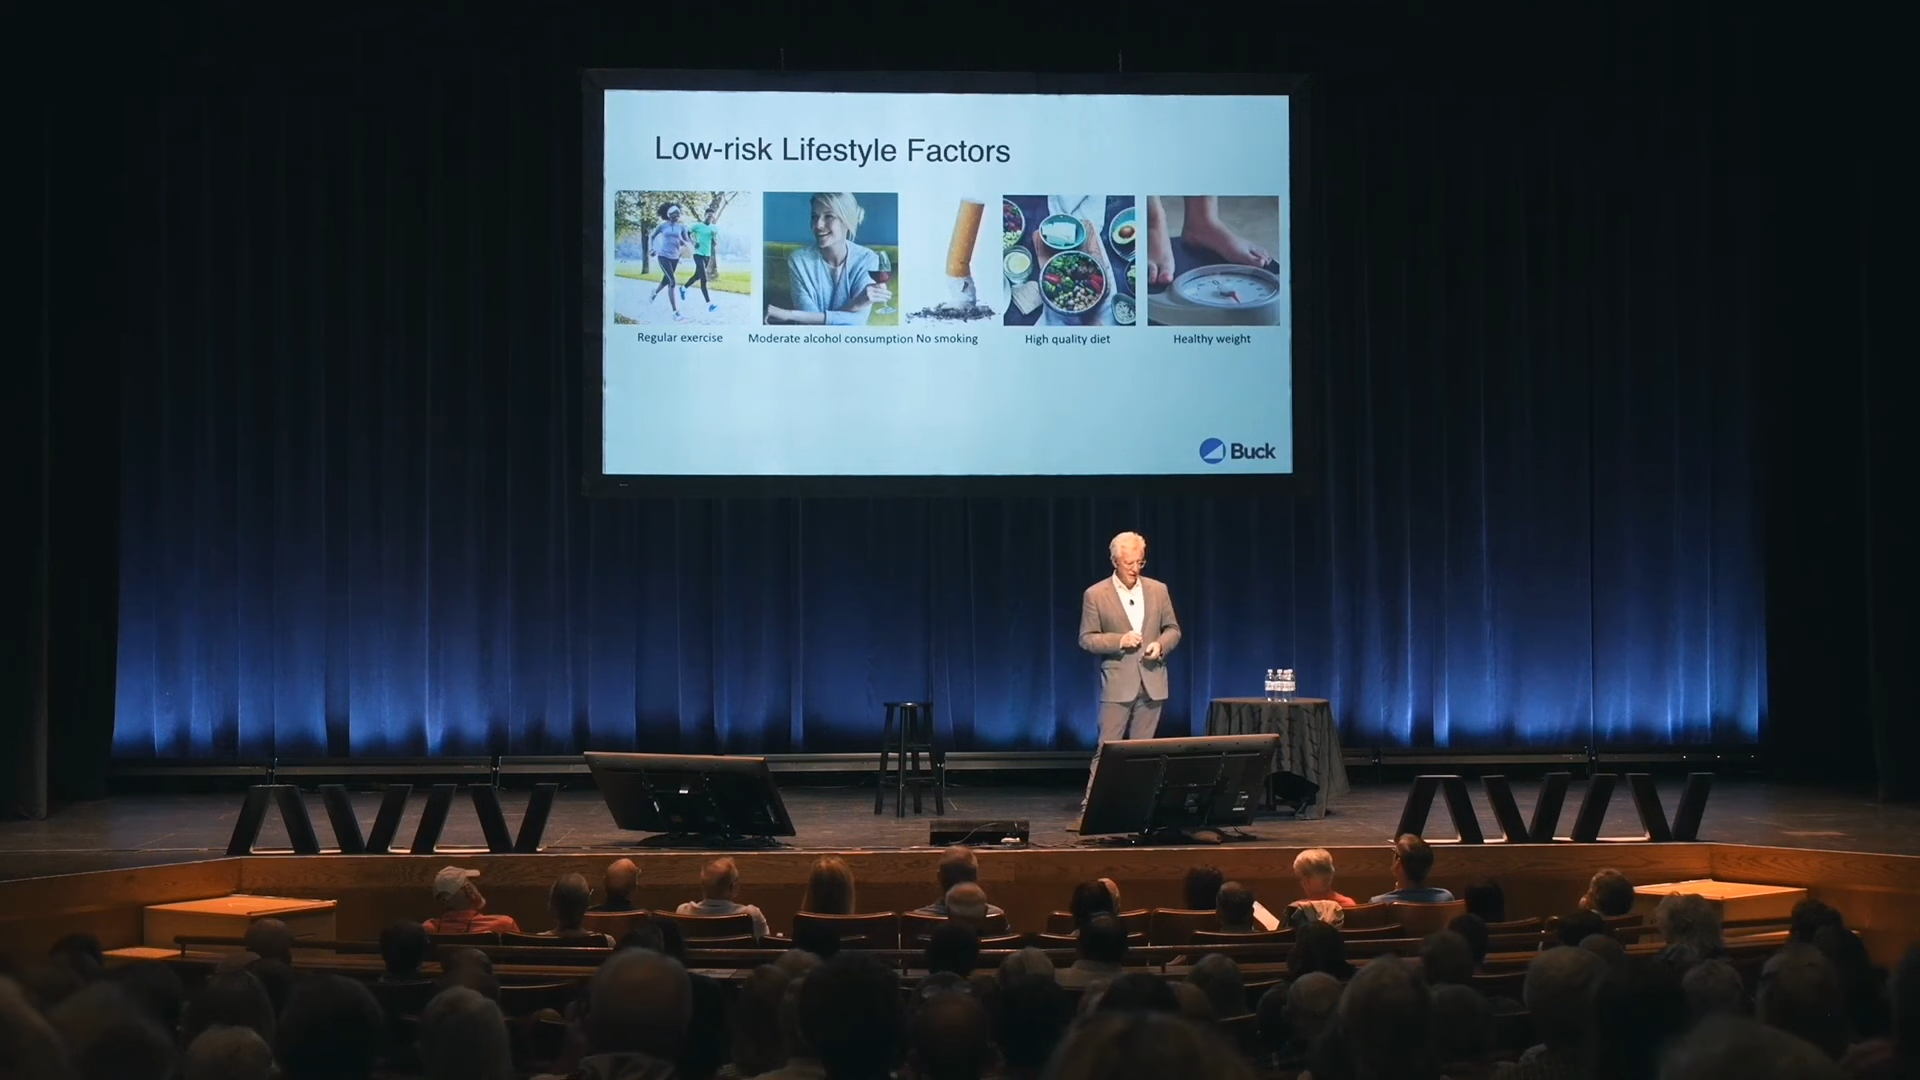 Low-risk Lifestyle Factors
Regular exercise
Moderate alcohol consumption
No smoking
High quality diet
Healthy weight
Buck